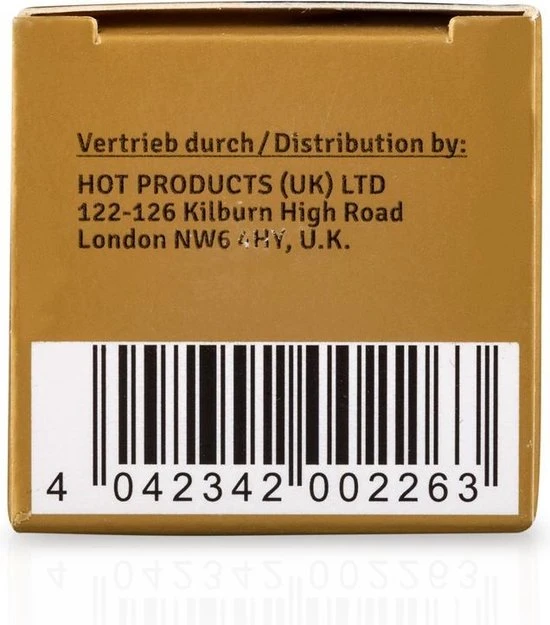 Vertrieb durch / Distribution by:
HOT PRODUCTS (UK) LTD
122-126 Kilburn High Road
London NW6 4HY, U.K.
4 042342 002263